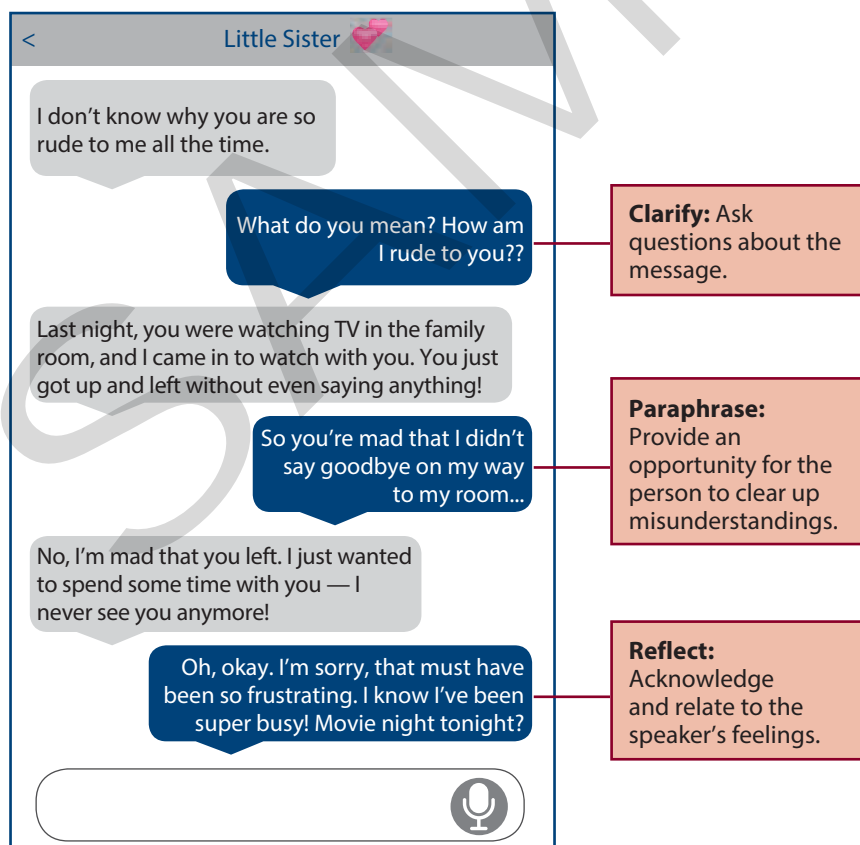 < Little Sister 💕
I don’t know why you are so
rude to me all the time.
What do you mean? How am
I rude to you??
Clarify: Ask
questions about the
message.
Last night, you were watching TV in the family
room, and I came in to watch with you. You just
got up and left without even saying anything!
So you’re mad that I didn’t
say goodbye on my way
to my room...
Paraphrase:
Provide an
opportunity for the
person to clear up
misunderstandings.
No, I’m mad that you left. I just wanted
to spend some time with you — I
never see you anymore!
Oh, okay. I’m sorry, that must have
been so frustrating. I know I’ve been
super busy! Movie night tonight?
Reflect:
Acknowledge
and relate to the
speaker’s feelings.
SAM